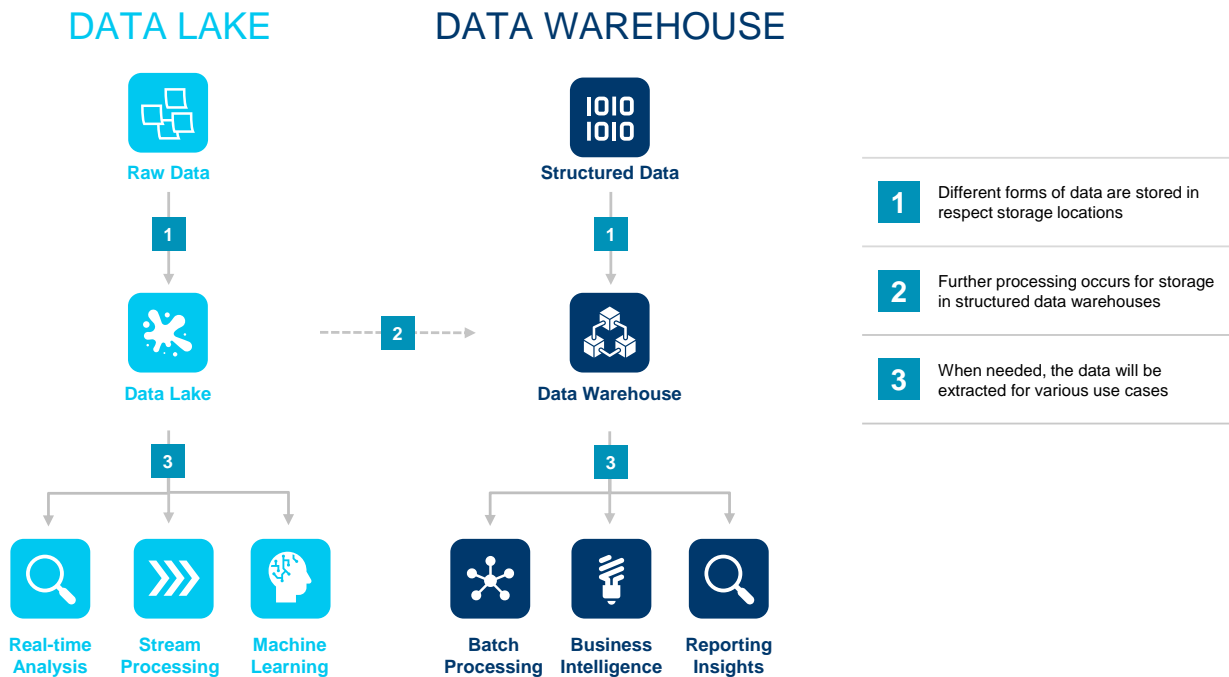 DATA LAKE
DATA WAREHOUSE
Raw Data
1
Data Lake
3
Real-time
Analysis
Stream
Processing
Machine
Learning
2
1010
1010
Structured Data
1
Data Warehouse
3
Batch
Processing
Business
Intelligence
Reporting
Insights
1
Different forms of data are stored in
respect storage locations
2
Further processing occurs for storage
in structured data warehouses
3
When needed, the data will be
extracted for various use cases